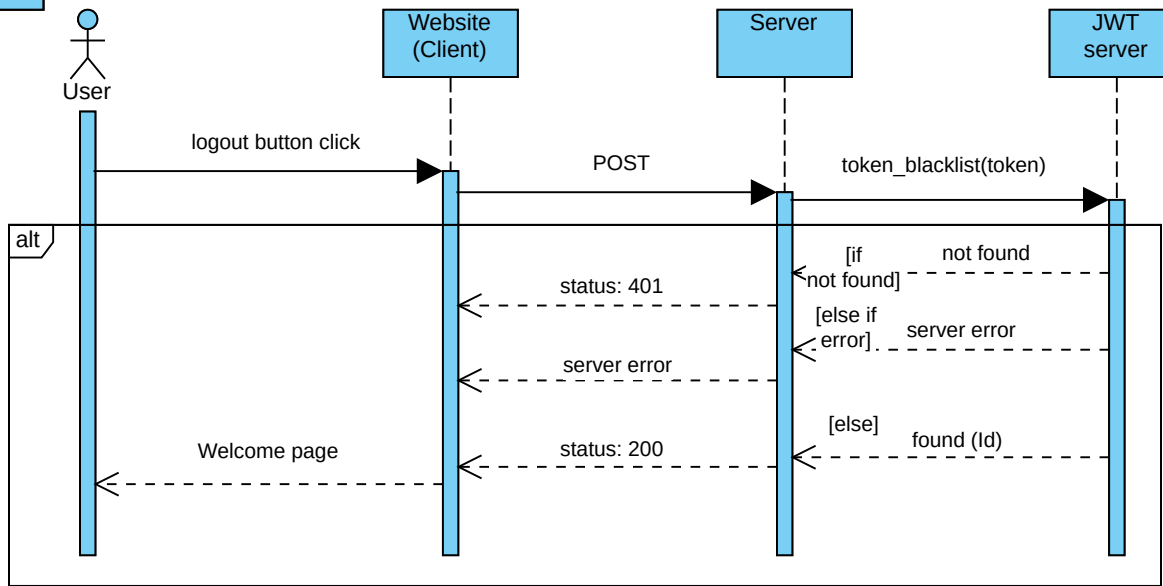 Website
(Client)
Server
JWT
server
User
logout button click
POST
token_blacklist(token)
alt
[if
not found]
not found
status: 401
[else if
error]
server error
server error
[else]
found (Id)
status: 200
Welcome page